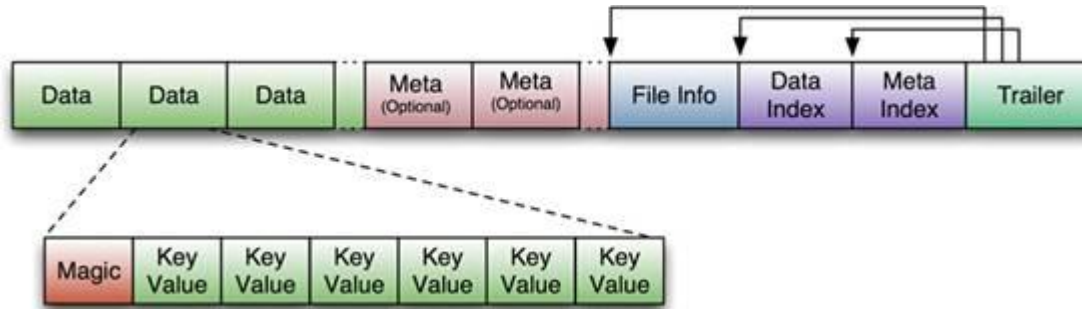 Data
Data
Data
Meta
(Optional)
Meta
(Optional)
File Info
Data
Index
Meta
Index
Trailer
Magic
Key
Value
Key
Value
Key
Value
Key
Value
Key
Value
Key
Value